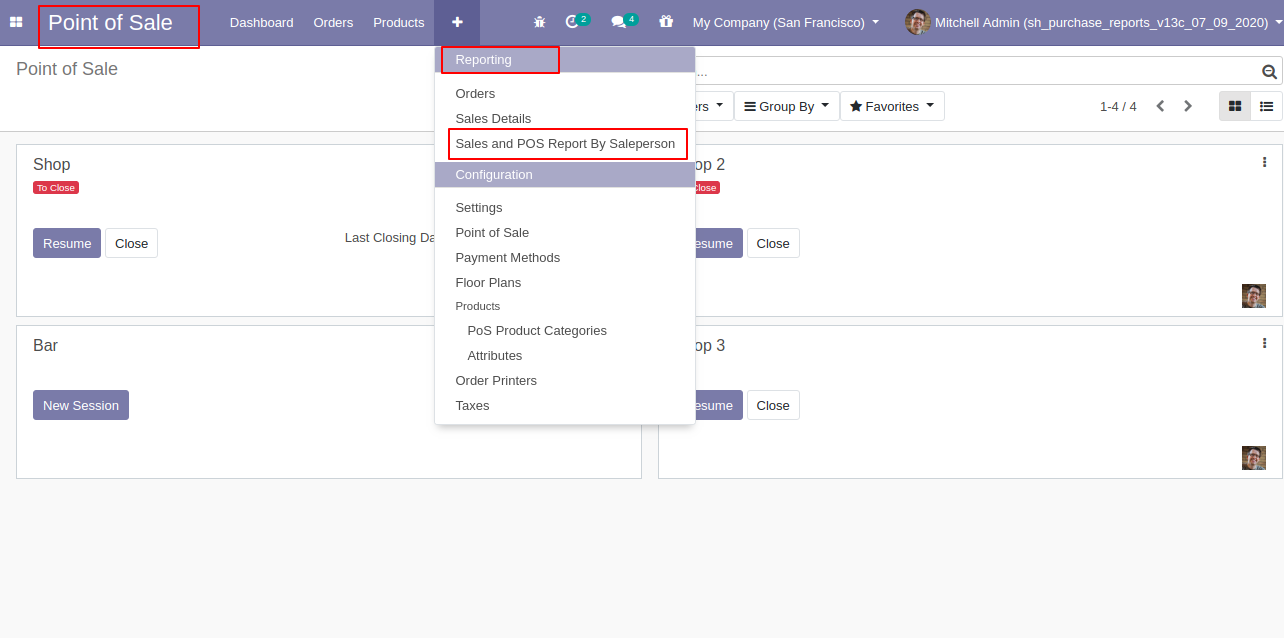 Point of Sale Dashboard Orders Products 2 4 My Company (San Francisco) Mitchell Admin (sh_purchase_reports_v13c_07_09_2020)
Point of Sale
...
Group By Favorites 1-4 / 4
Reporting
Orders
Sales Details
Sales and POS Report By Saleperson
Configuration
Settings
Point of Sale
Payment Methods
Floor Plans
Products
PoS Product Categories
Attributes
Order Printers
Taxes
Shop
To Close
Resume Close
Last Closing Da
op 2
Close
esume Close
Bar
New Session
op 3
esume Close